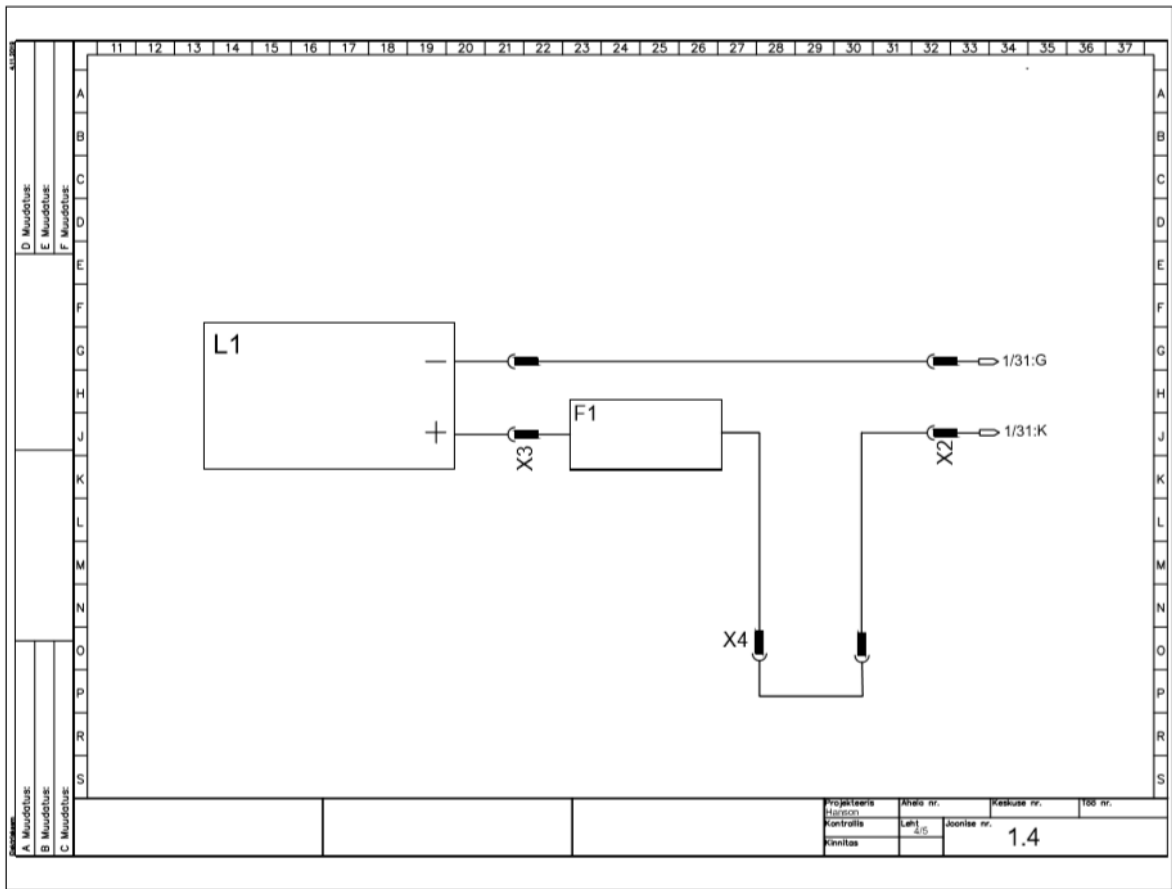 4.11.2019
11 12 13 14 15 16 17 18 19 20 21 22 23 24 25 26 27 28 29 30 31 32 33 34 35 36 37
A A
B B
C C
D D
E E
F F
G G
H H
J J
K K
L L
M M
N N
O O
P P
R R
S S
D Muudatus:
E Muudatus:
F Muudatus:
A Muudatus:
B Muudatus:
C Muudatus:
L1
−
+
X3
F1
X4
X2
1/31:G
1/31:K
Projekteeris
Hanson
Kontrollis
Kinnitas
Ahela nr.
Keskuse nr.
Töö nr.
Leht
4/5
Joonise nr.
1.4